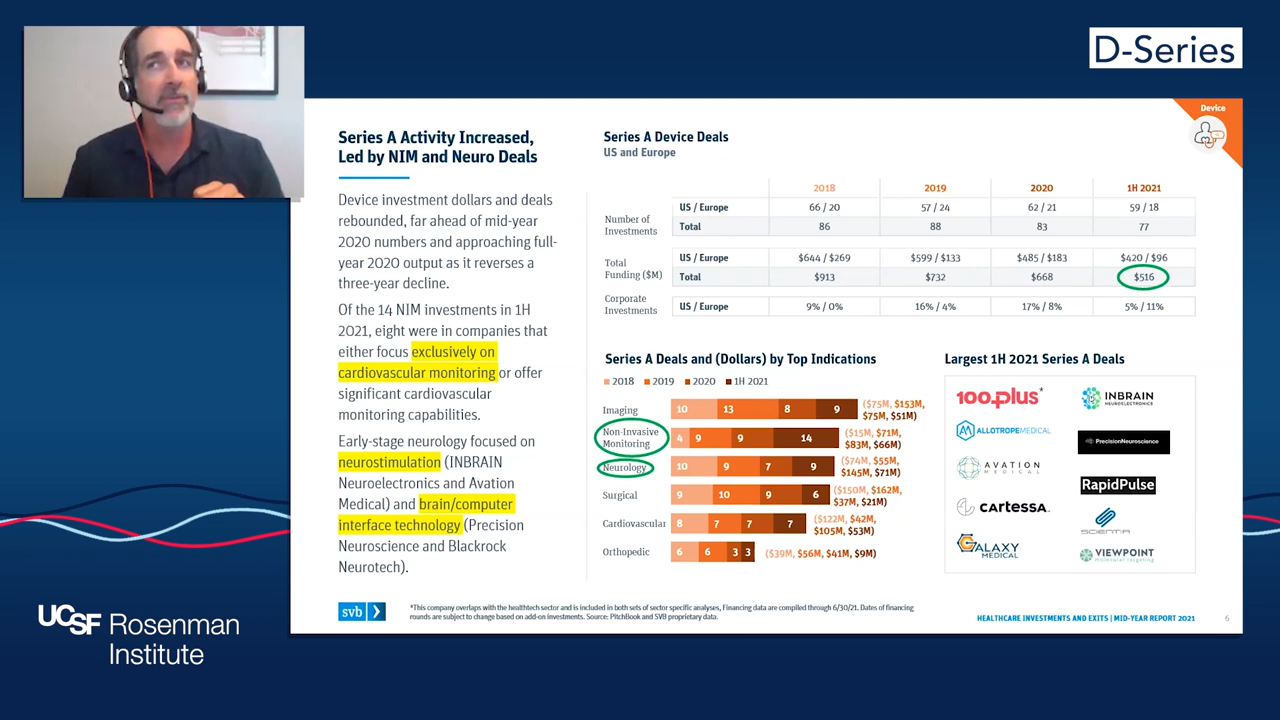 D-Series
Device
Series A Activity Increased,
Led by NIM and Neuro Deals
Device investment dollars and deals
rebounded, far ahead of mid-year
2020 numbers and approaching full-
year 2020 output as it reverses a
three-year decline.
Of the 14 NIM investments in 1H
2021, eight were in companies that
either focus exclusively on
cardiovascular monitoring or offer
significant cardiovascular
monitoring capabilities.
Early-stage neurology focused on
neurostimulation (INBRAIN
Neuroelectronics and Avation
Medical) and brain/computer
interface technology (Precision
Neuroscience and Blackrock
Neurotech).
Series A Device Deals
US and Europe
2018 2019 2020 1H 2021
Number of
Investments
US / Europe 66 / 20 57 / 24 62 / 21 59 / 18
Total 86 88 83 77
Total
Funding ($M)
US / Europe $644 / $269 $599 / $133 $485 / $183 $420 / $96
Total $913 $732 $668 $516
Corporate
Investments
US / Europe 9% / 0% 16% / 4% 17% / 8% 5% / 11%
Series A Deals and (Dollars) by Top Indications
2018 2019 2020 1H 2021
Imaging 10 13 8 9 ($75M, $153M,
$75M, $51M)
Non-Invasive
Monitoring 4 9 9 14 ($15M, $71M,
$83M, $66M)
Neurology 10 9 7 9 ($74M, $55M,
$145M, $71M)
Surgical 9 10 9 6 ($150M, $162M,
$37M, $21M)
Cardiovascular 8 7 7 7 ($122M, $42M,
$105M, $53M)
Orthopedic 6 6 3 3 ($39M, $56M, $41M, $9M)
Largest 1H 2021 Series A Deals
100plus*
INBRAIN
NEUROELECTRONICS
ALLOTROPEMEDICAL
PrecisionNeuroscience
AVATION
MEDICAL
RapidPulse
CARTESSA
SCIENTIA
GALAXY
MEDICAL
VIEWPOINT
molecular targeting
svb
*This company overlaps with the healthtech sector and is included in both sets of sector specific analyses, Financing data are compiled through 6/30/21. Dates of financing
rounds are subject to change based on add-on investments. Source: PitchBook and SVB proprietary data.
HEALTHCARE INVESTMENTS AND EXITS | MID-YEAR REPORT 2021 6
UCSF Rosenman
Institute